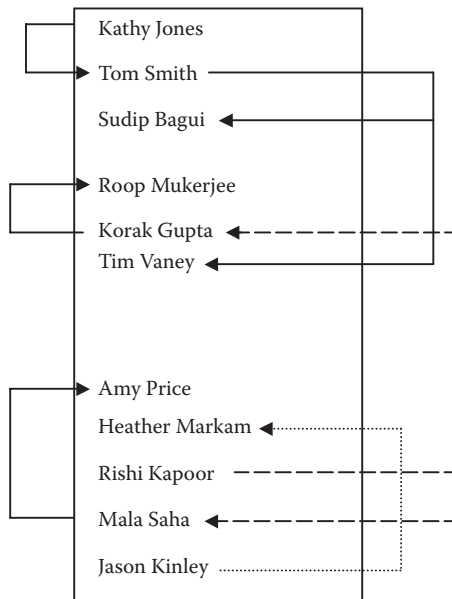 Kathy Jones
Tom Smith
Sudip Bagui
Roop Mukerjee
Korak Gupta
Tim Vaney
Amy Price
Heather Markam
Rishi Kapoor
Mala Saha
Jason Kinley